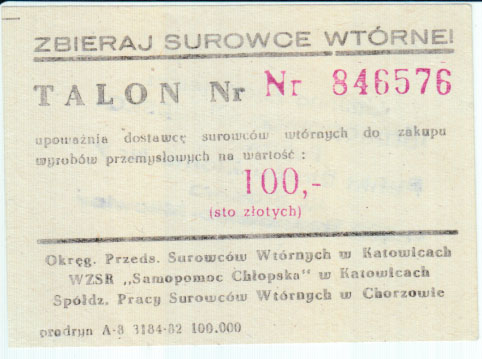 ZBIERAJ SUROWCE WTÓRNE!
TALON Nr Nr 846576
upoważnia dostawcę surowców wtórnych do zakupu
wyrobów przemysłowych na wartość :
100,-
(sto złotych)
Okręg. Przeds. Surowców Wtórnych w Katowicach
WZSR „Samopomoc Chłopska" w Katowicach
Spółdz. Pracy Surowców Wtórnych w Chorzowie
prodryn A-8 3184-82 100.000